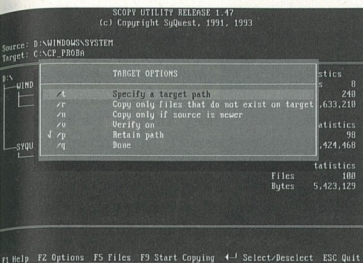 SCOPY UTILITY RELEASE 1.47
(c) Copyright SyQuest, 1991, 1993
Source: D:\WINDOWS\SYSTEM
Target: C:\CP_PROBA
D:\
WIND
SYQU
TARGET OPTIONS
/t Specify a target path
/r Copy only files that do not exist on target
/n Copy only if source is newer
/v Verify on
√ /p Retain path
/q Done
stics
s 8
240
,633,210
atistics
98
,424,468
tatistics
Files 100
Bytes 5,423,129
F1 Help F2 Options F5 Files F9 Start Copying ↵ Select/Deselect ESC Quit